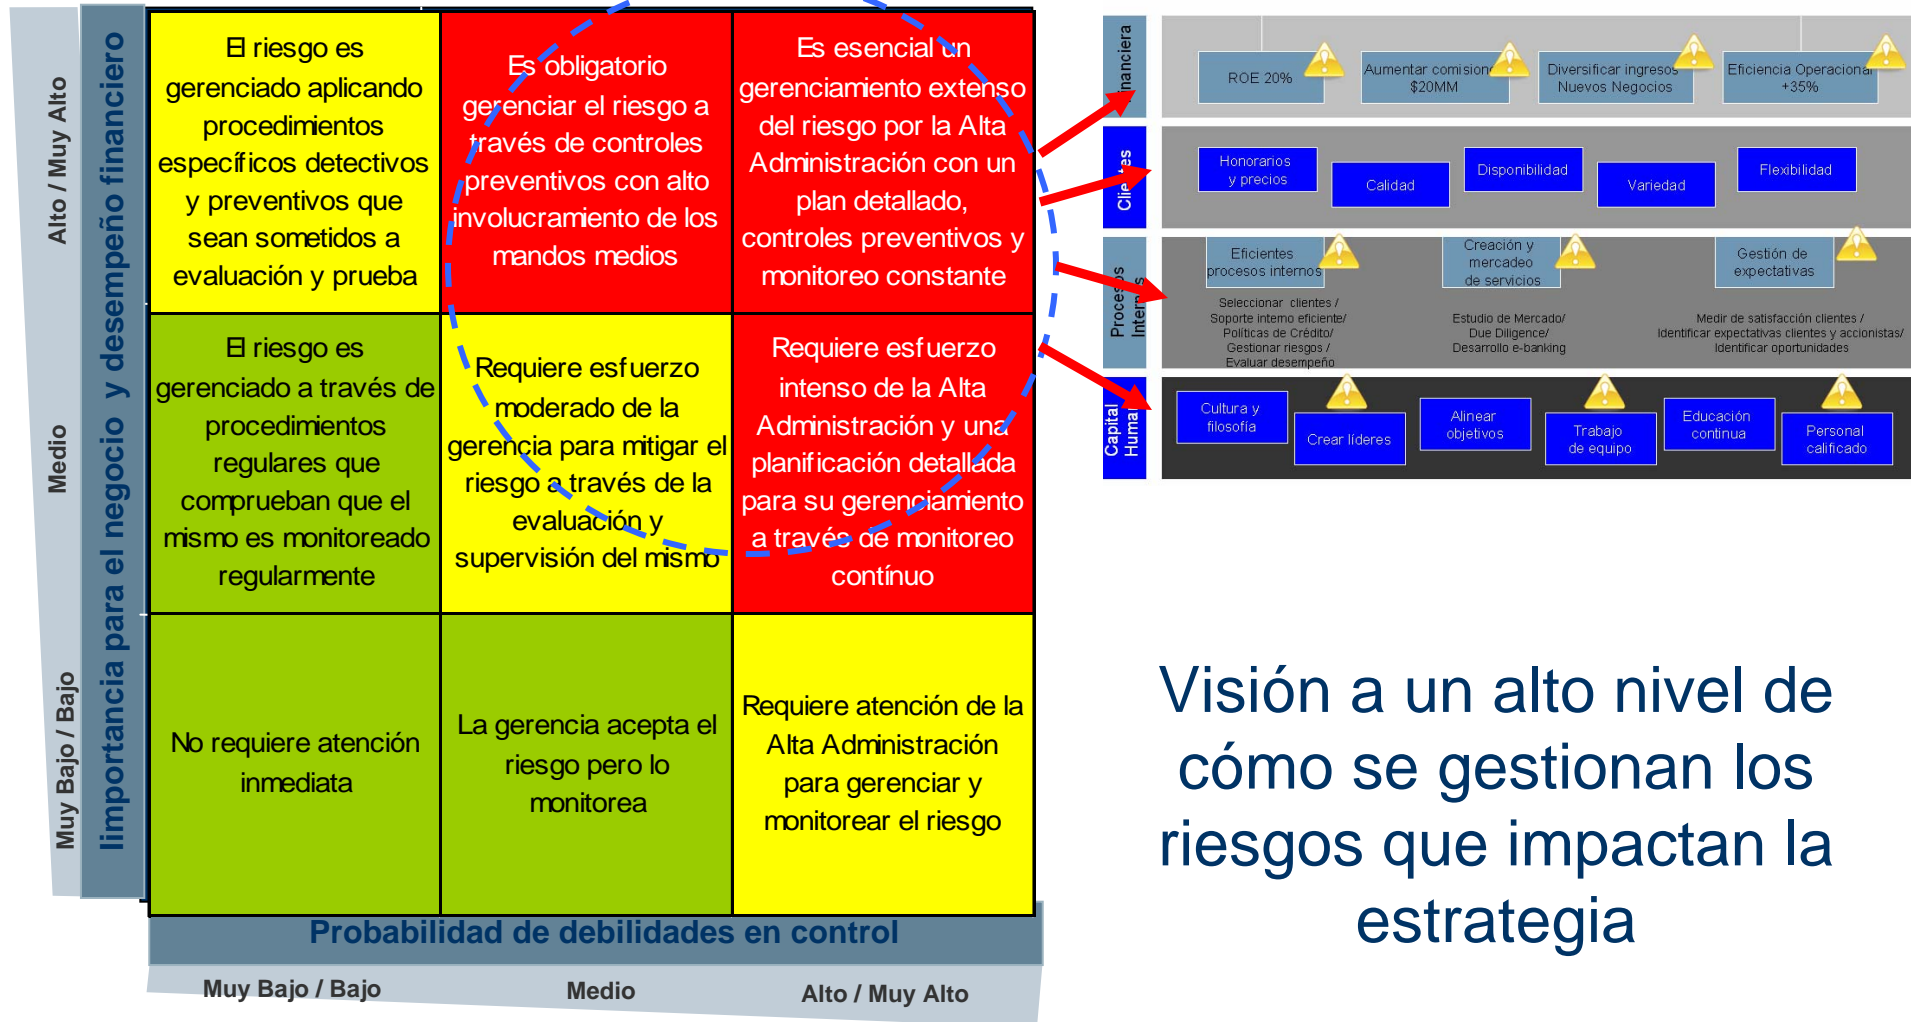 Iimportancia para el negocio y desempeño financiero
Alto / Muy Alto
Medio
Muy Bajo / Bajo
El riesgo es
gerenciado aplicando
procedimientos
específicos detectivos
y preventivos que
sean sometidos a
evaluación y prueba
Es obligatorio
gerenciar el riesgo a
través de controles
preventivos con alto
involucramiento de los
mandos medios
Es esencial un
gerenciamiento extenso
del riesgo por la Alta
Administración con un
plan detallado,
controles preventivos y
monitoreo constante
El riesgo es
gerenciado a través de
procedimientos
regulares que
comprueban que el
mismo es monitoreado
regularmente
Requiere esfuerzo
moderado de la
gerencia para mitigar el
riesgo a través de la
evaluación y
supervisión del mismo
Requiere esfuerzo
intenso de la Alta
Administración y una
planificación detallada
para su gerenciamiento
a través de monitoreo
contínuo
No requiere atención
inmediata
La gerencia acepta el
riesgo pero lo
monitorea
Requiere atención de la
Alta Administración
para gerenciar y
monitorear el riesgo
Probabilidad de debilidades en control
Muy Bajo / Bajo
Medio
Alto / Muy Alto
Financiera
ROE 20%
Aumentar comisiones
$20MM
Diversificar ingresos
Nuevos Negocios
Eficiencia Operacional
+35%
Clientes
Honorarios
y precios
Calidad
Disponibilidad
Variedad
Flexibilidad
Procesos
Internos
Eficientes
procesos internos
Creación y
mercadeo
de servicios
Gestión de
expectativas
Seleccionar clientes /
Soporte interno eficiente/
Políticas de Crédito/
Gestionar riesgos /
Evaluar desempeño
Estudio de Mercado/
Due Diligence/
Desarrollo e-banking
Medir de satisfacción clientes /
Identificar expectativas clientes y accionistas/
Identificar oportunidades
Capital
Humano
Cultura y
filosofía
Crear líderes
Alinear
objetivos
Trabajo
de equipo
Educación
continua
Personal
calificado
Visión a un alto nivel de
cómo se gestionan los
riesgos que impactan la
estrategia